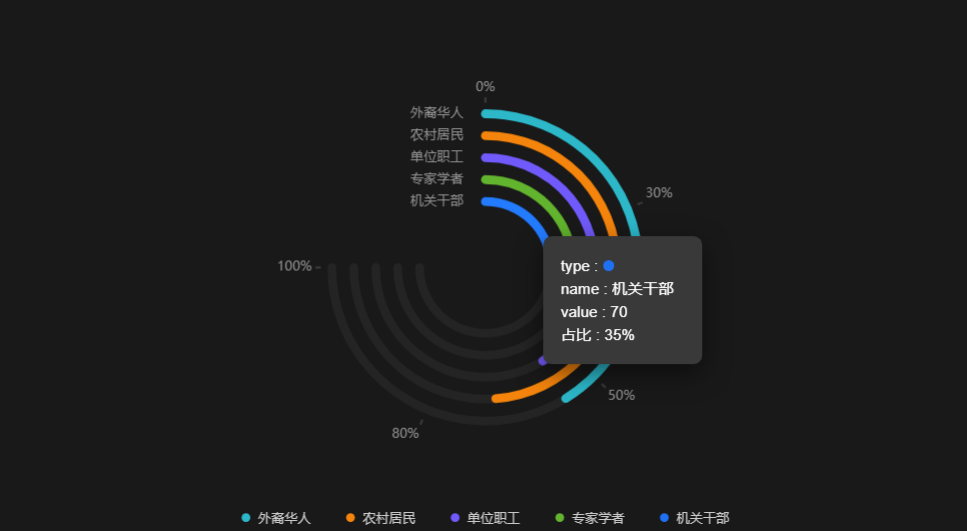 0%
外裔华人
农村居民
单位职工
专家学者
机关干部
30%
100%
type :
name : 机关干部
value : 70
占比 : 35%
50%
80%
外裔华人 农村居民 单位职工 专家学者 机关干部